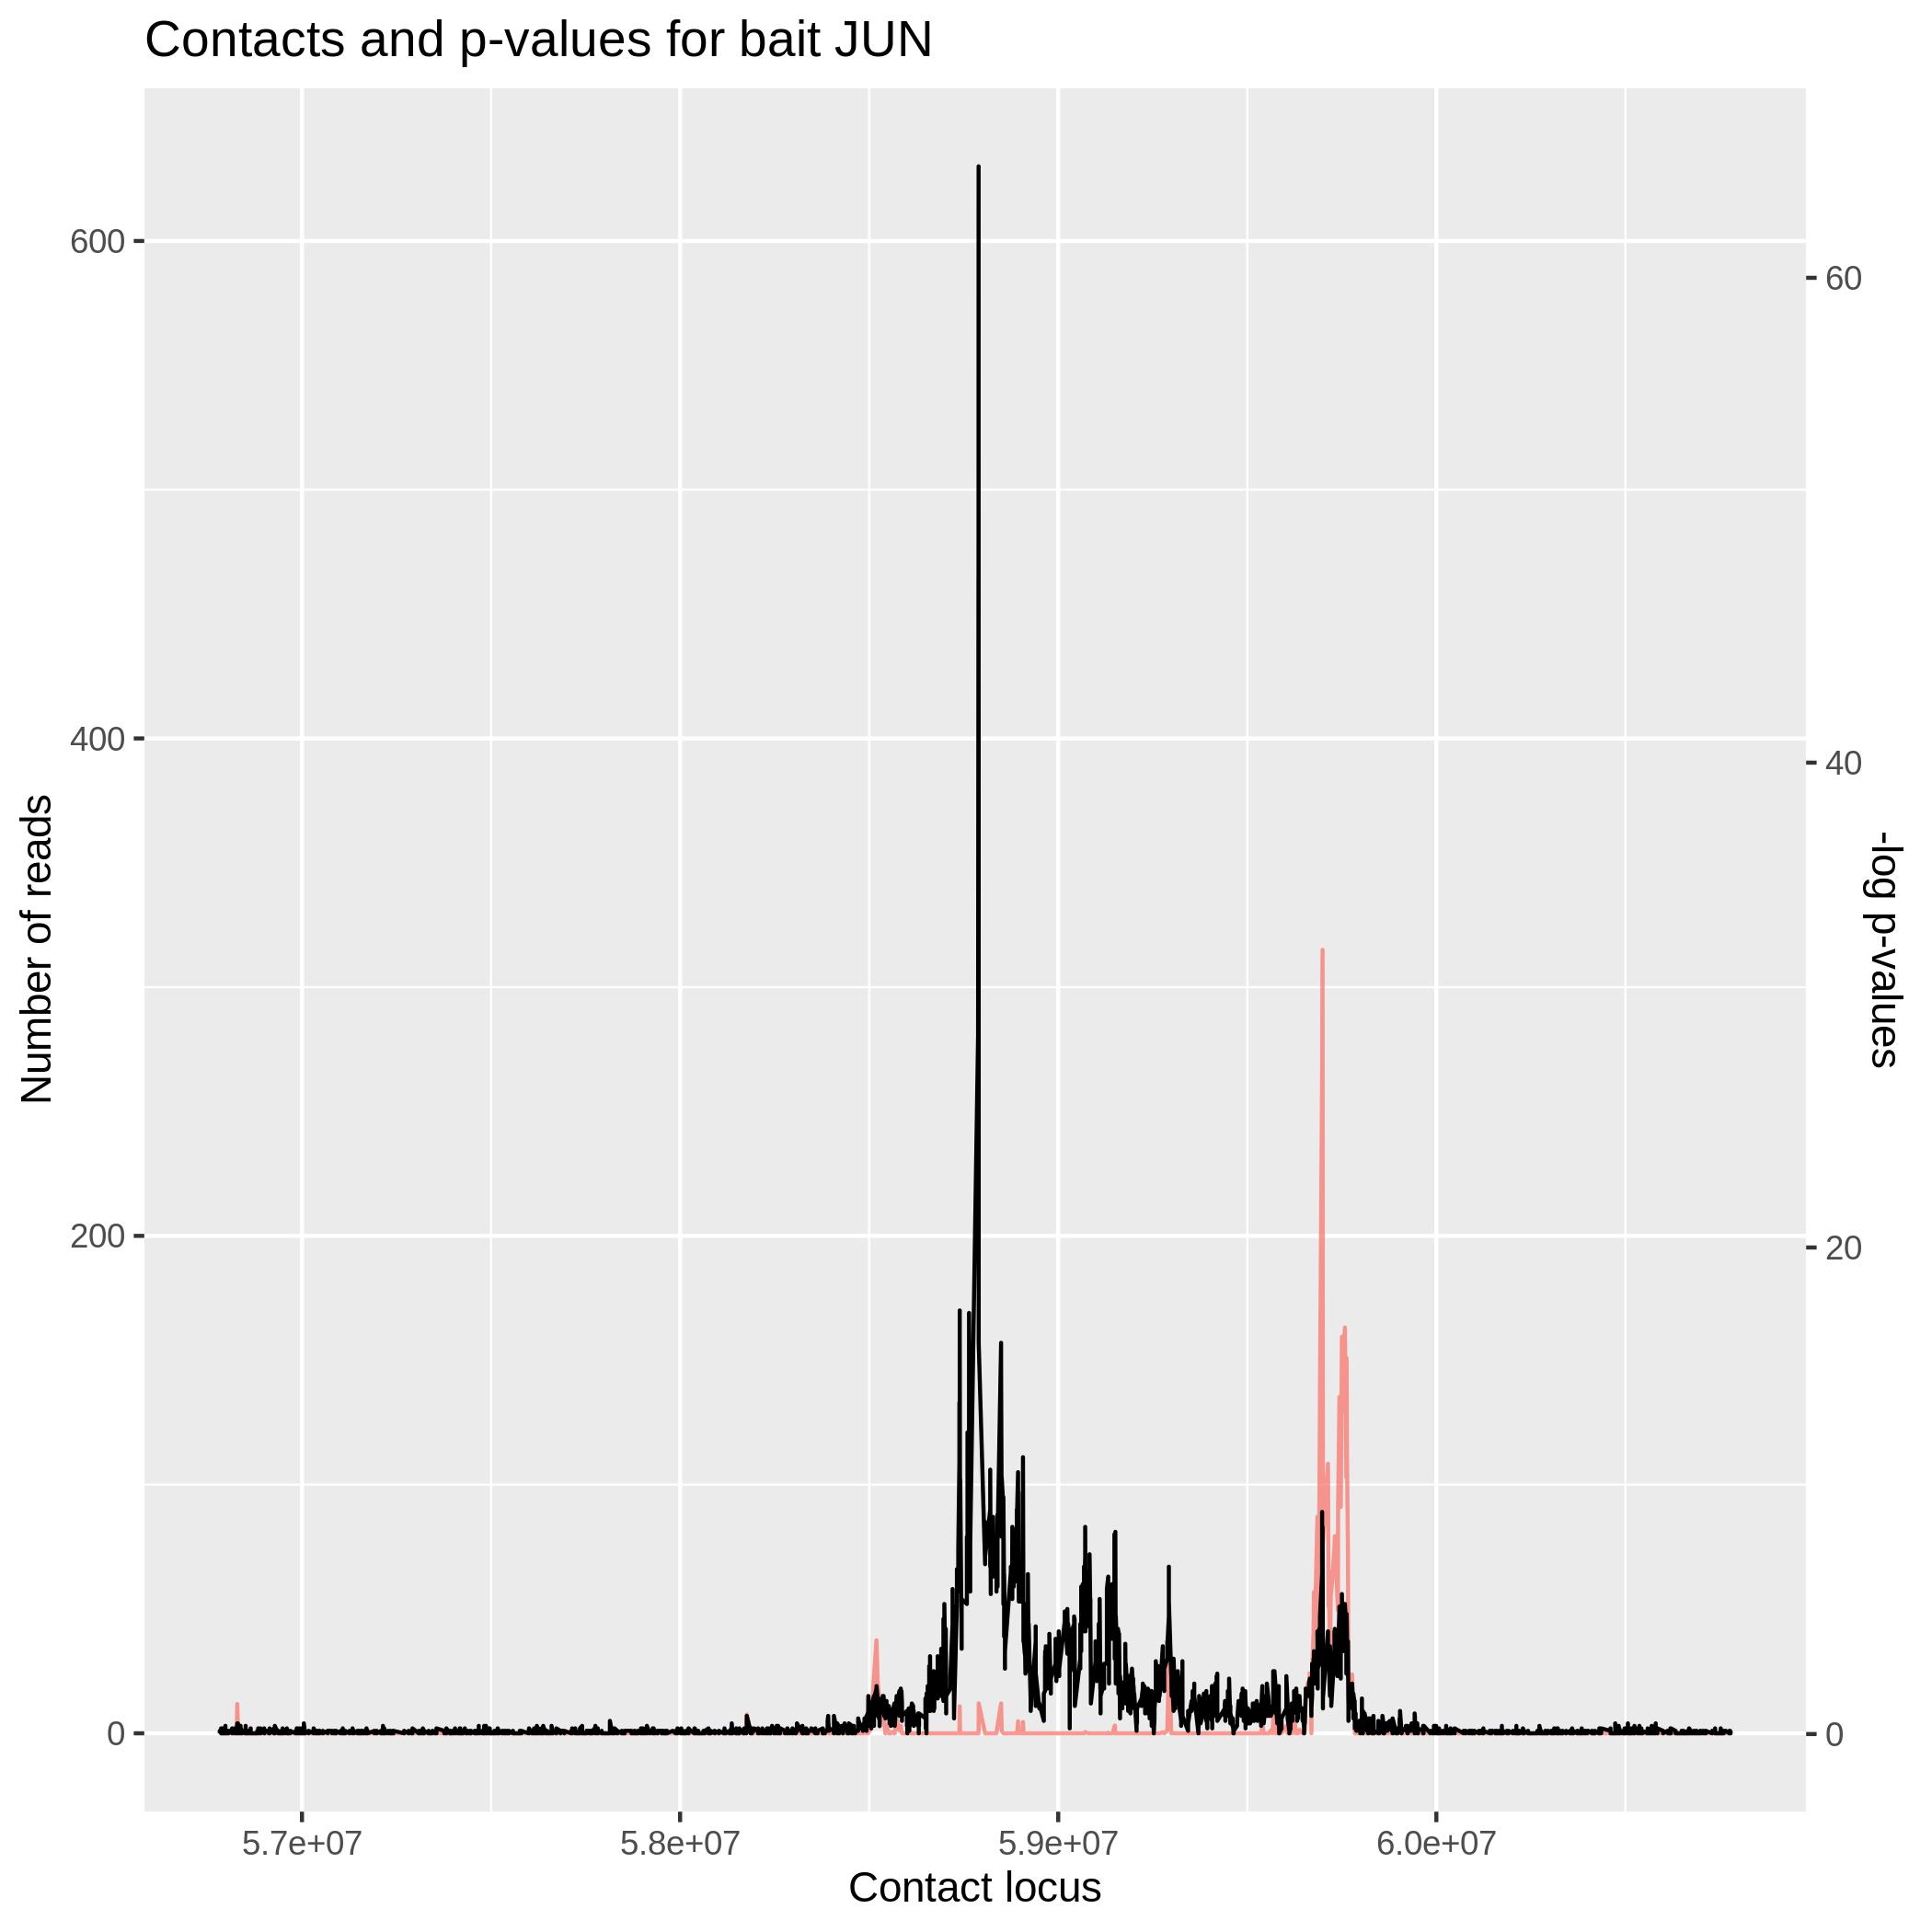 Contacts and p-values for bait JUN
600
400
200
0
Number of reads
60
40
20
0
-log p-values
5.7e+07
5.8e+07
5.9e+07
6.0e+07
Contact locus